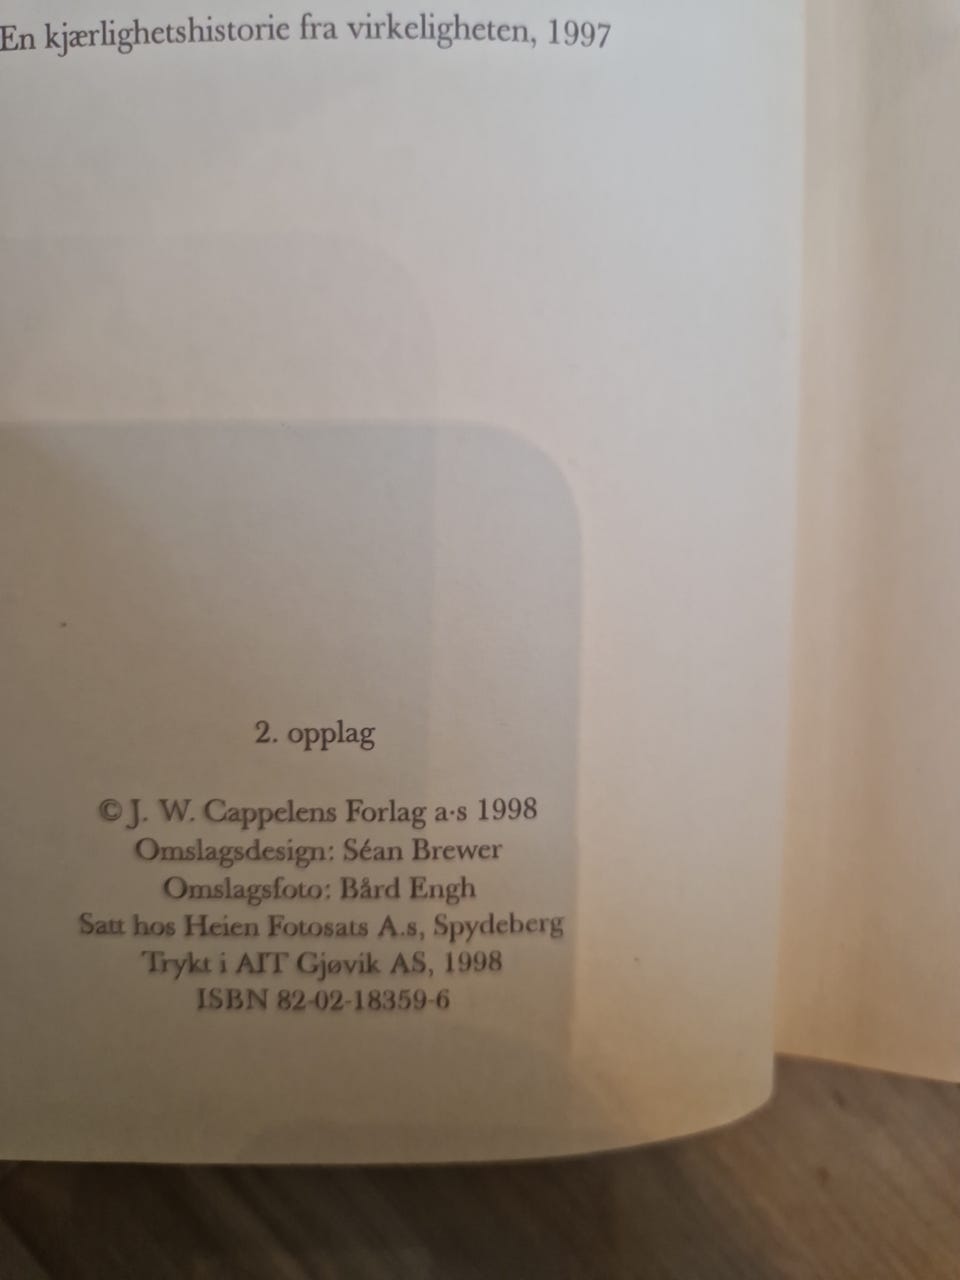 En kjærlighetshistorie fra virkeligheten, 1997
2. opplag
© J. W. Cappelens Forlag a·s 1998
Omslagsdesign: Séan Brewer
Omslagsfoto: Bård Engh
Satt hos Heien Fotosats A.s, Spydeberg
Trykt i AIT Gjøvik AS, 1998
ISBN 82-02-18359-6